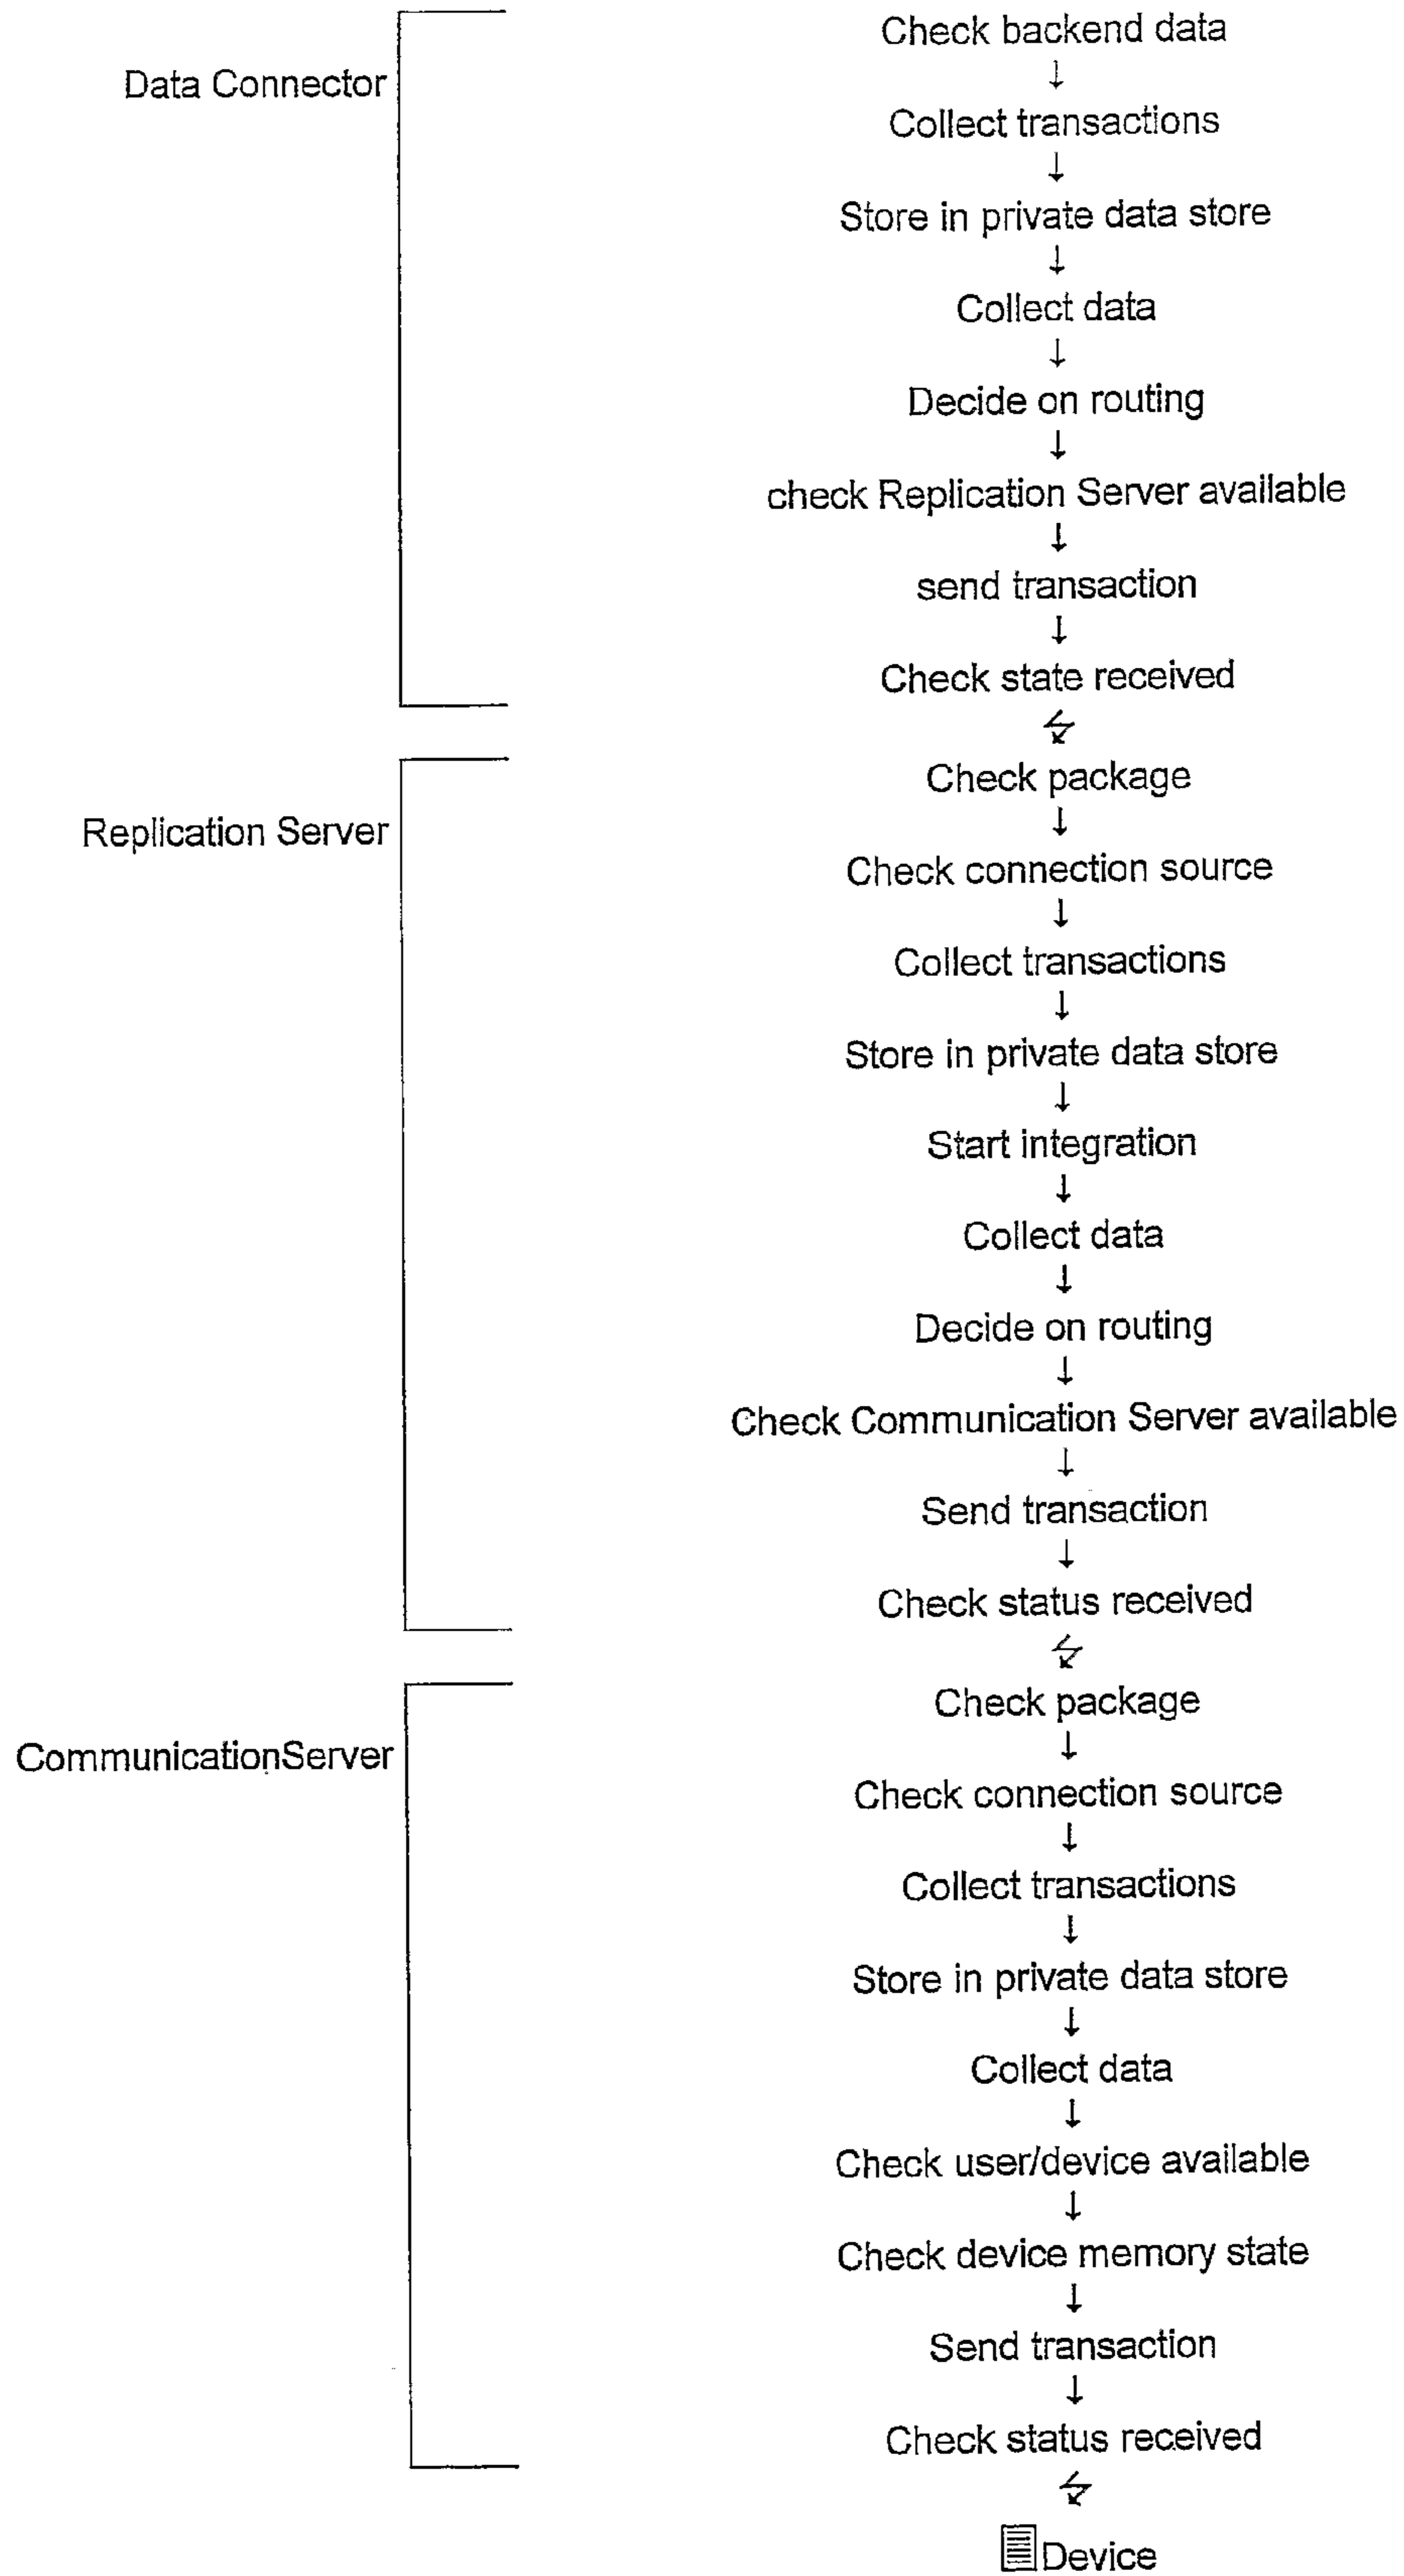 Check backend data
Data Connector
↓
Collect transactions
↓
Store in private data store
↓
Collect data
↓
Decide on routing
↓
check Replication Server available
↓
send transaction
↓
Check state received
Check package
↓
Replication Server
Check connection source
↓
Collect transactions
↓
Store in private data store
↓
Start integration
↓
Collect data
↓
Decide on routing
↓
Check Communication Server available
↓
Send transaction
↓
Check status received
Check package
↓
CommunicationServer
Check connection source
↓
Collect transactions
↓
Store in private data store
↓
Collect data
↓
Check user/device available
↓
Check device memory state
↓
Send transaction
↓
Check status received
Device